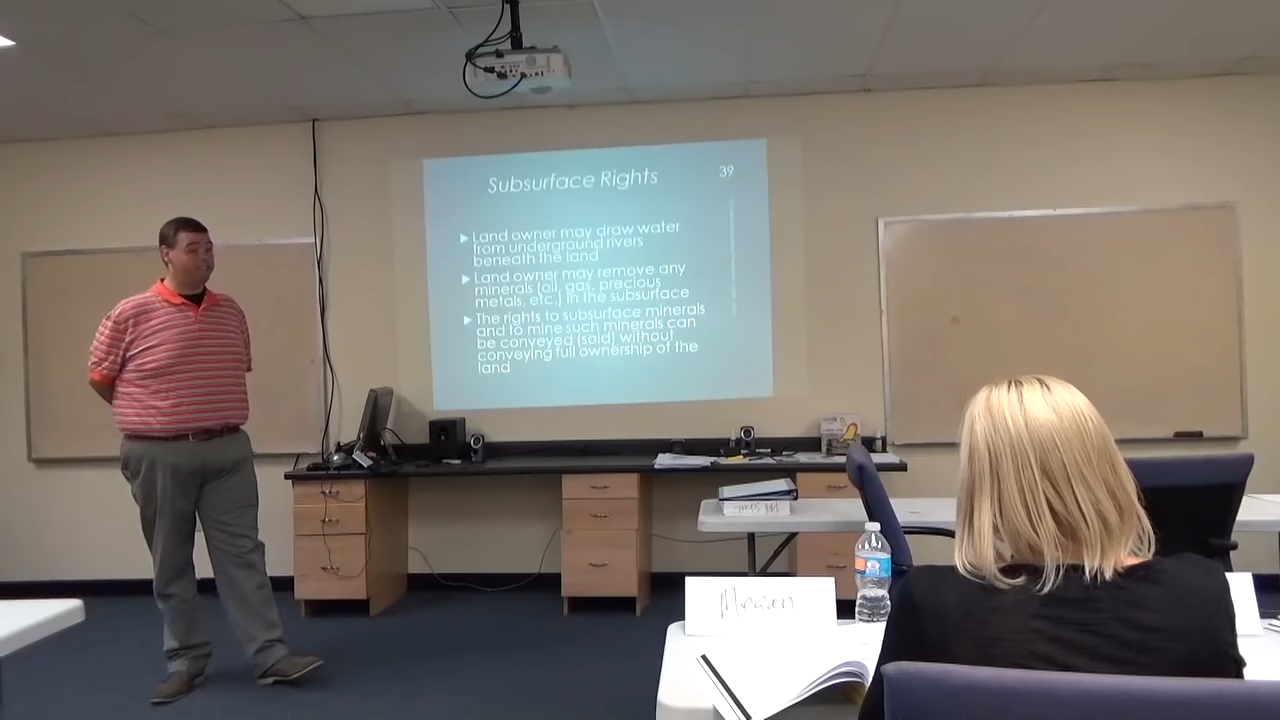 Subsurface Rights
39
Land owner may draw water
from underground rivers
beneath the land
Land owner may remove any
minerals (oil, gas, precious
metals, etc.) in the subsurface
The rights to subsurface minerals
and to mine such minerals can
be conveyed (sold) without
conveying full ownership of the
land